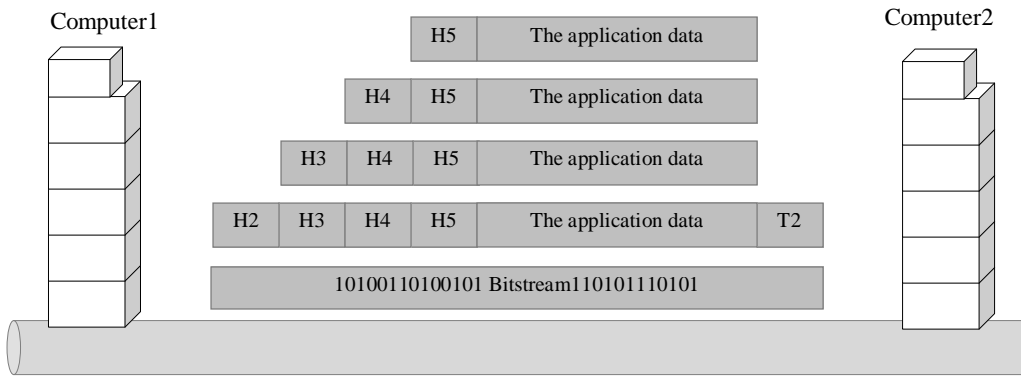 Computer1
Computer2
H5 The application data
H4 H5 The application data
H3 H4 H5 The application data
H2 H3 H4 H5 The application data T2
10100110100101 Bitstream110101110101